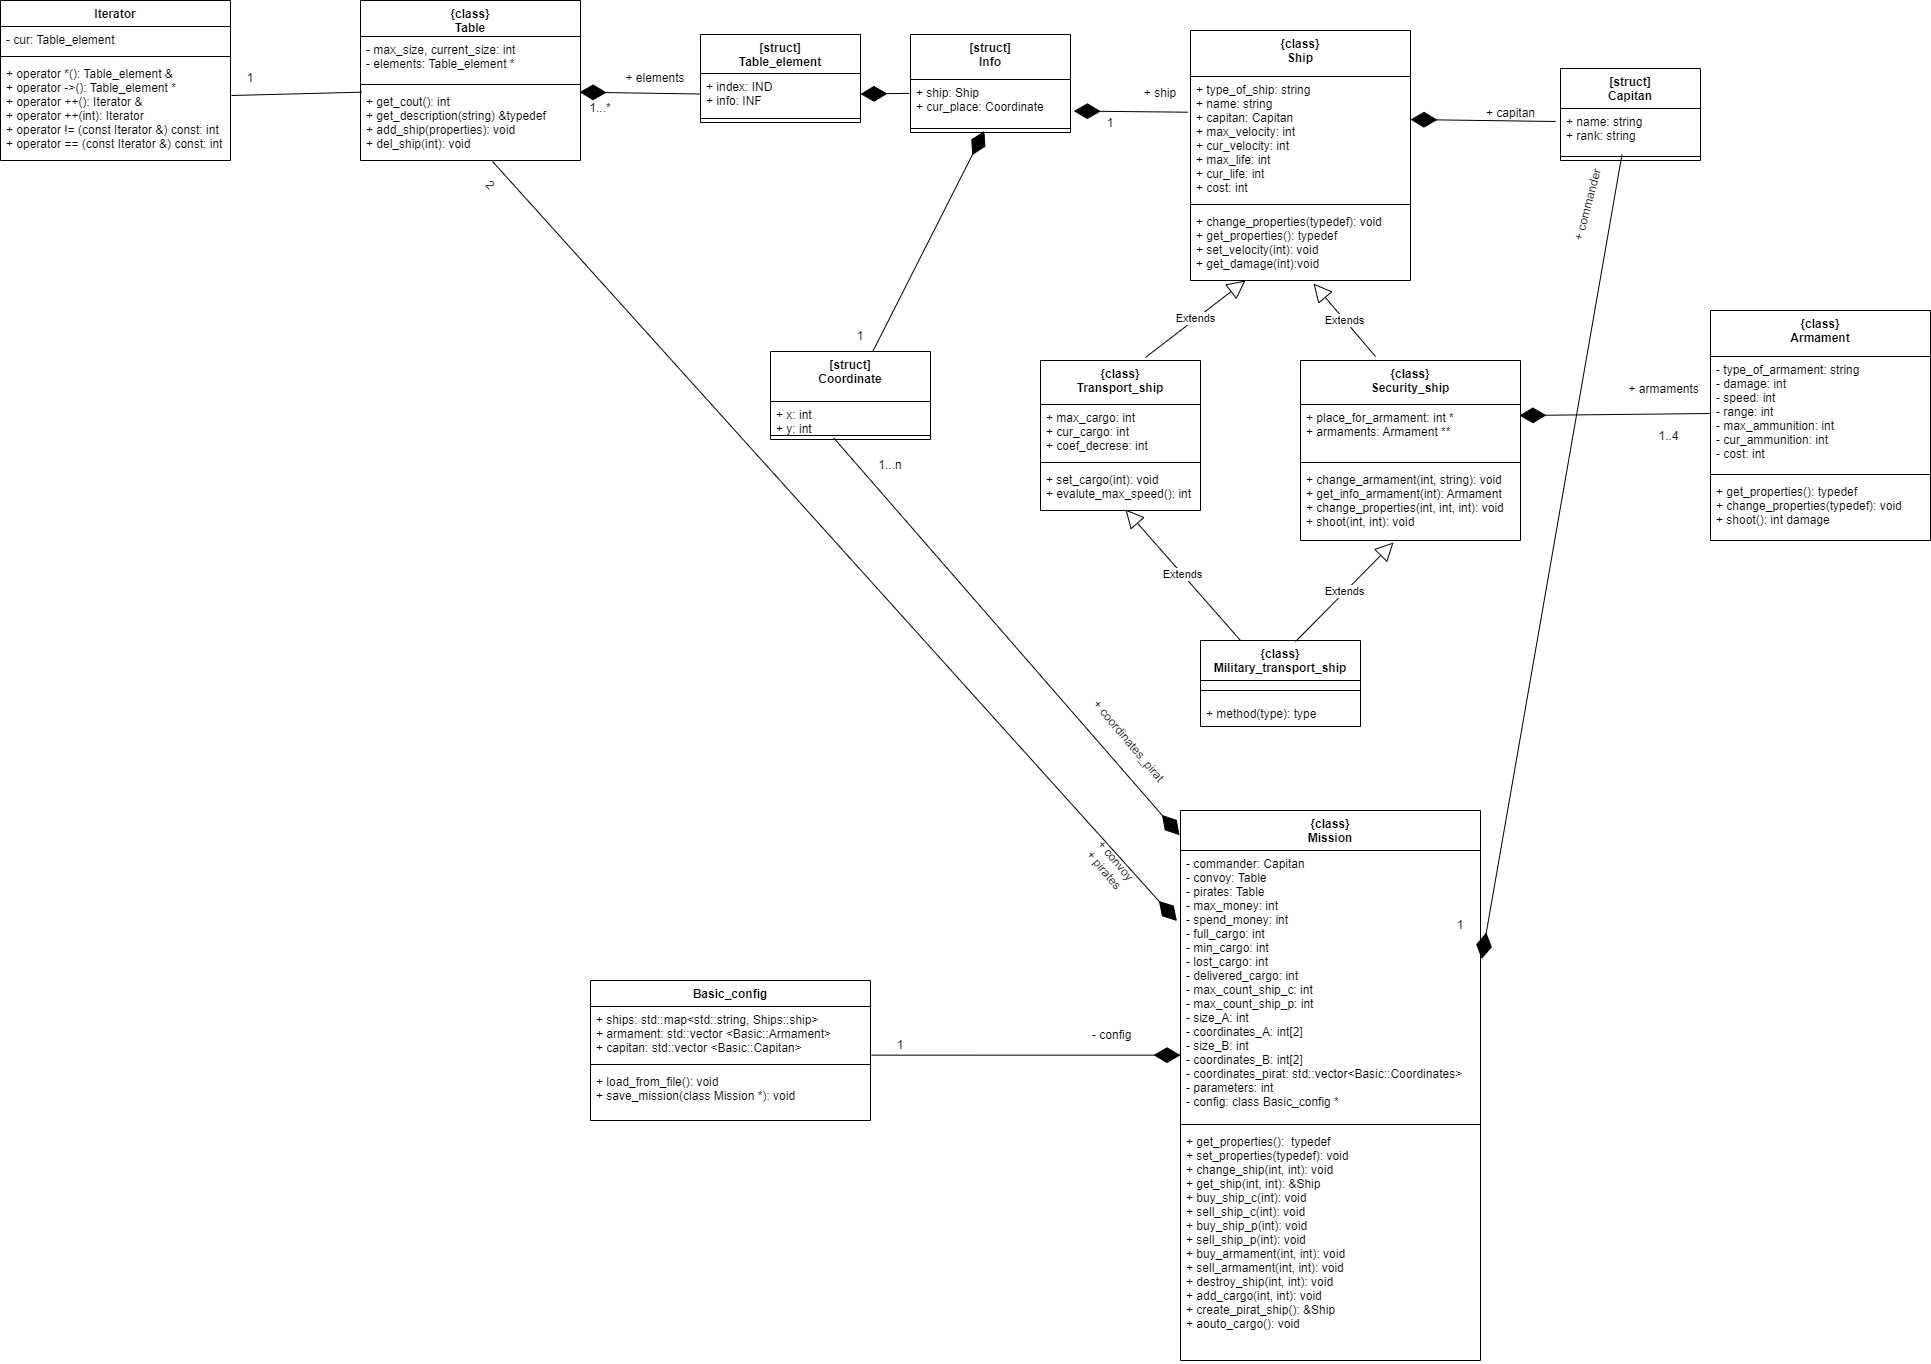 Iterator
- cur: Table_element
+ operator *(): Table_element &
+ operator ->(): Table_element *
+ operator ++(): Iterator &
+ operator ++(int): Iterator
+ operator != (const Iterator &) const: int
+ operator == (const Iterator &) const: int
1
{class}
Table
- max_size, current_size: int
- elements: Table_element *
+ get_cout(): int
+ get_description(string) &typedef
+ add_ship(properties): void
+ del_ship(int): void
+ elements
1...*
2
[struct]
Table_element
+ index: IND
+ info: INF
[struct]
Info
+ ship: Ship
+ cur_place: Coordinate
+ ship
1
{class}
Ship
+ type_of_ship: string
+ name: string
+ capitan: Capitan
+ max_velocity: int
+ cur_velocity: int
+ max_life: int
+ cur_life: int
+ cost: int
+ change_properties(typedef): void
+ get_properties(): typedef
+ set_velocity(int): void
+ get_damage(int):void
+ capitan
[struct]
Capitan
+ name: string
+ rank: string
+ commander
Extends
Extends
1
[struct]
Coordinate
+ x: int
+ y: int
1...n
{class}
Transport_ship
+ max_cargo: int
+ cur_cargo: int
+ coef_decrese: int
+ set_cargo(int): void
+ evalute_max_speed(): int
{class}
Security_ship
+ place_for_armament: int *
+ armaments: Armament **
+ change_armament(int, string): void
+ get_info_armament(int): Armament
+ change_properties(int, int, int): void
+ shoot(int, int): void
+ armaments
1..4
{class}
Armament
- type_of_armament: string
- damage: int
- speed: int
- range: int
- max_ammunition: int
- cur_ammunition: int
- cost: int
+ get_properties(): typedef
+ change_properties(typedef): void
+ shoot(): int damage
Extends
Extends
{class}
Military_transport_ship
+ method(type): type
+ coordinates_pirat
+ convoy
+ pirates
{class}
Mission
- commander: Capitan
- convoy: Table
- pirates: Table
- max_money: int
- spend_money: int
- full_cargo: int
- min_cargo: int
- lost_cargo: int
- delivered_cargo: int
- max_count_ship_c: int
- max_count_ship_p: int
- size_A: int
- coordinates_A: int[2]
- size_B: int
- coordinates_B: int[2]
- coordinates_pirat: std::vector<Basic::Coordinates>
- parameters: int
- config: class Basic_config *
+ get_properties():  typedef
+ set_properties(typedef): void
+ change_ship(int, int): void
+ get_ship(int, int): &Ship
+ buy_ship_c(int): void
+ sell_ship_c(int): void
+ buy_ship_p(int): void
+ sell_ship_p(int): void
+ buy_armament(int, int): void
+ sell_armament(int, int): void
+ destroy_ship(int, int): void
+ add_cargo(int, int): void
+ create_pirat_ship(): &Ship
+ aouto_cargo(): void
1
Basic_config
+ ships: std::map<std::string, Ships::ship>
+ armament: std::vector <Basic::Armament>
+ capitan: std::vector <Basic::Capitan>
+ load_from_file(): void
+ save_mission(class Mission *): void
1
- config